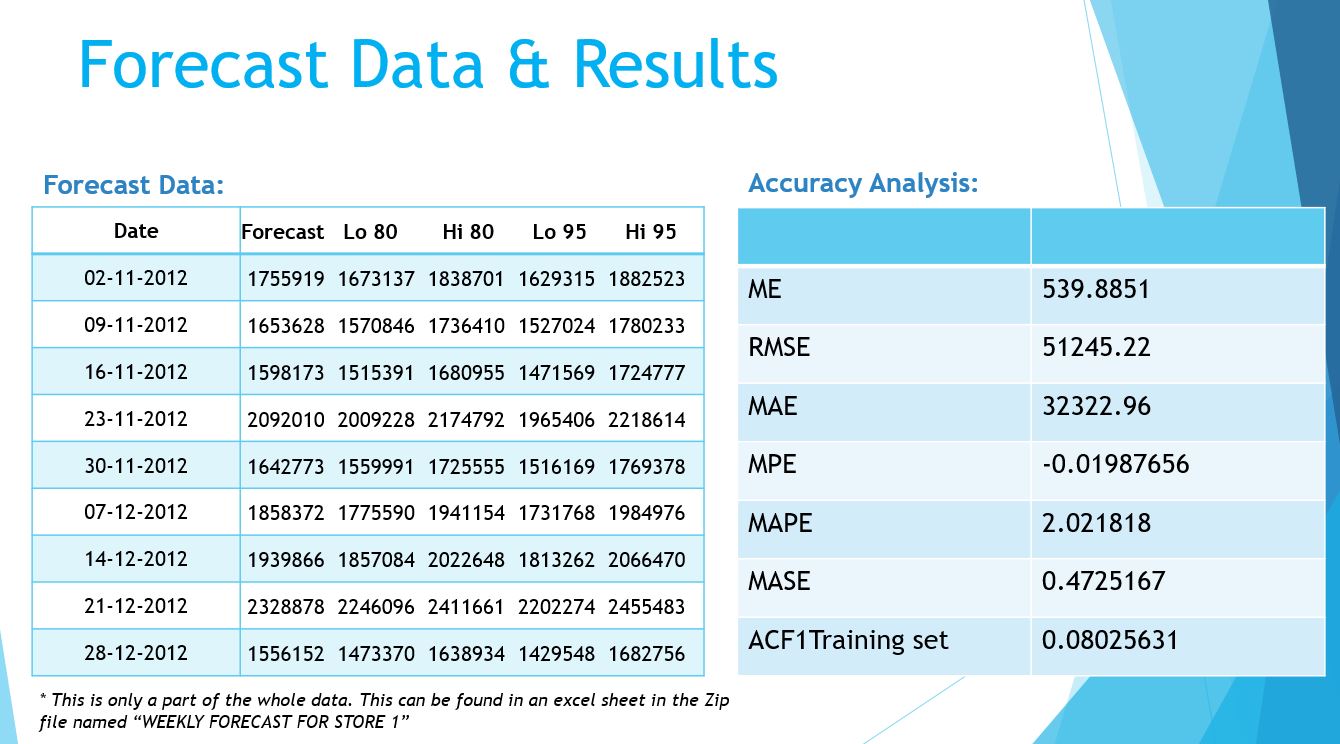 Forecast Data & Results
Forecast Data:
Date Forecast Lo 80 Hi 80 Lo 95 Hi 95
02-11-2012 1755919 1673137 1838701 1629315 1882523
09-11-2012 1653628 1570846 1736410 1527024 1780233
16-11-2012 1598173 1515391 1680955 1471569 1724777
23-11-2012 2092010 2009228 2174792 1965406 2218614
30-11-2012 1642773 1559991 1725555 1516169 1769378
07-12-2012 1858372 1775590 1941154 1731768 1984976
14-12-2012 1939866 1857084 2022648 1813262 2066470
21-12-2012 2328878 2246096 2411661 2202274 2455483
28-12-2012 1556152 1473370 1638934 1429548 1682756
* This is only a part of the whole data. This can be found in an excel sheet in the Zip
file named “WEEKLY FORECAST FOR STORE 1”
Accuracy Analysis:
ME 539.8851
RMSE 51245.22
MAE 32322.96
MPE -0.01987656
MAPE 2.021818
MASE 0.4725167
ACF1Training set 0.08025631